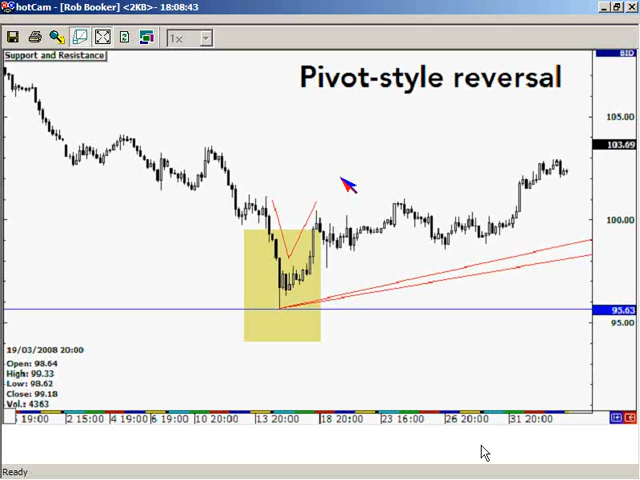 hotCam - [Rob Booker] <2KB>- 18:08:43
1x
Support and Resistance
BID
Pivot-style reversal
105.00
103.69
100.00
95.63
95.00
19/03/2008 20:00
Open: 98.64
High: 99.33
Low: 98.62
Close: 99.18
Vol.: 4363
19:00 2 15:00 4 19:00 6 19:00 10 20:00 13 20:00 18 20:00 23 16:00 26 20:00 31 20:00
Ready